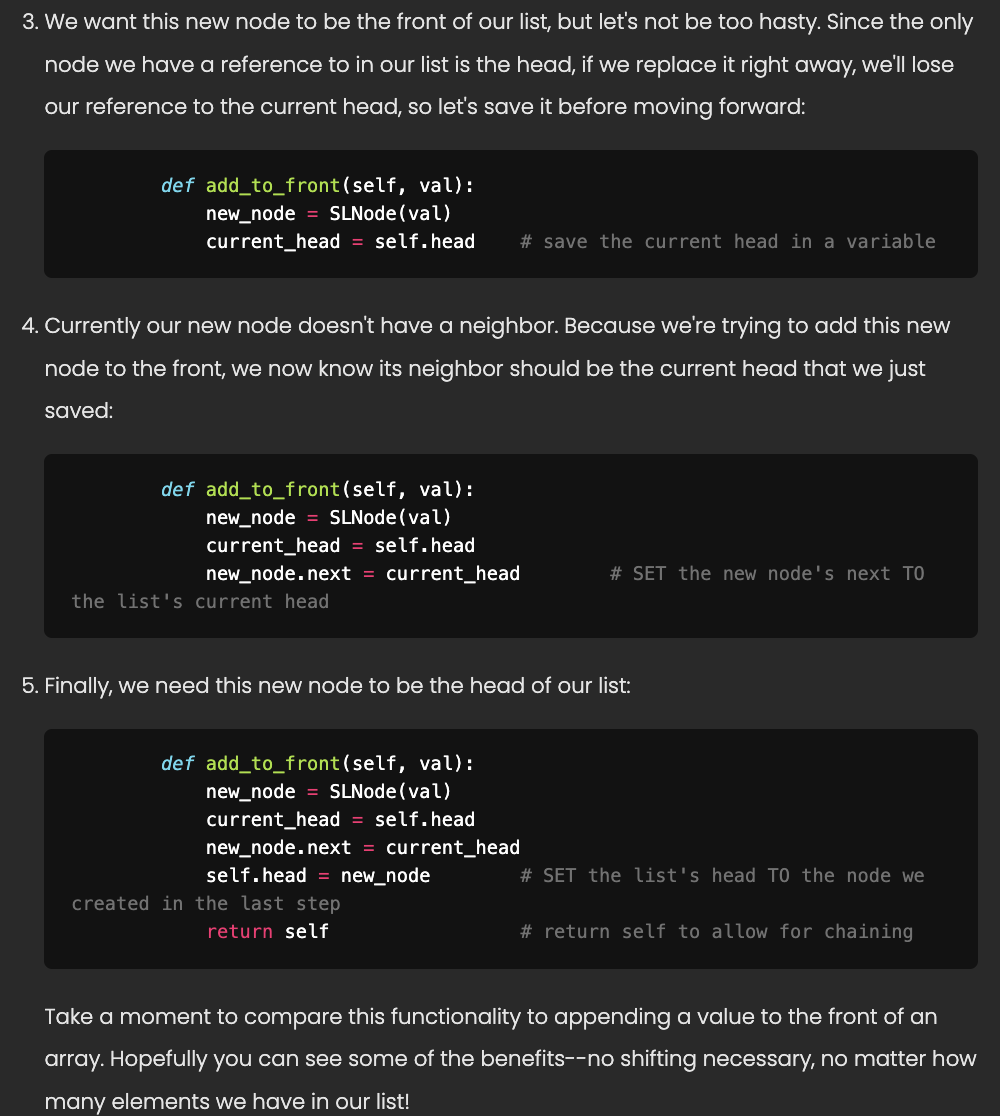 3. We want this new node to be the front of our list, but let's not be too hasty. Since the only
node we have a reference to in our list is the head, if we replace it right away, we'll lose
our reference to the current head, so let's save it before moving forward:
def add_to_front(self, val):
new_node = SLNode(val)
current_head = self.head    # save the current head in a variable
4. Currently our new node doesn't have a neighbor. Because we're trying to add this new
node to the front, we now know its neighbor should be the current head that we just
saved:
def add_to_front(self, val):
new_node = SLNode(val)
current_head = self.head
new_node.next = current_head        # SET the new node's next TO
the list's current head
5. Finally, we need this new node to be the head of our list:
def add_to_front(self, val):
new_node = SLNode(val)
current_head = self.head
new_node.next = current_head
self.head = new_node        # SET the list's head TO the node we
created in the last step
return self                 # return self to allow for chaining
Take a moment to compare this functionality to appending a value to the front of an
array. Hopefully you can see some of the benefits--no shifting necessary, no matter how
many elements we have in our list!